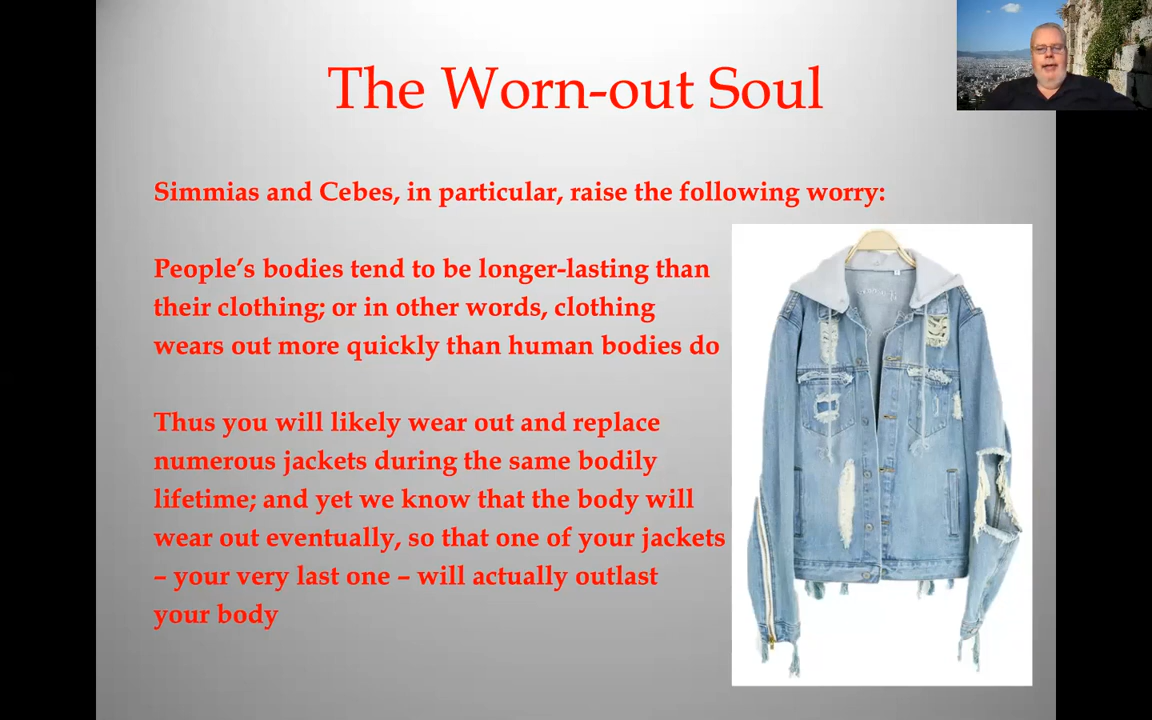 The Worn-out Soul
Simmias and Cebes, in particular, raise the following worry:
People’s bodies tend to be longer-lasting than
their clothing; or in other words, clothing
wears out more quickly than human bodies do
Thus you will likely wear out and replace
numerous jackets during the same bodily
lifetime; and yet we know that the body will
wear out eventually, so that one of your jackets
– your very last one – will actually outlast
your body